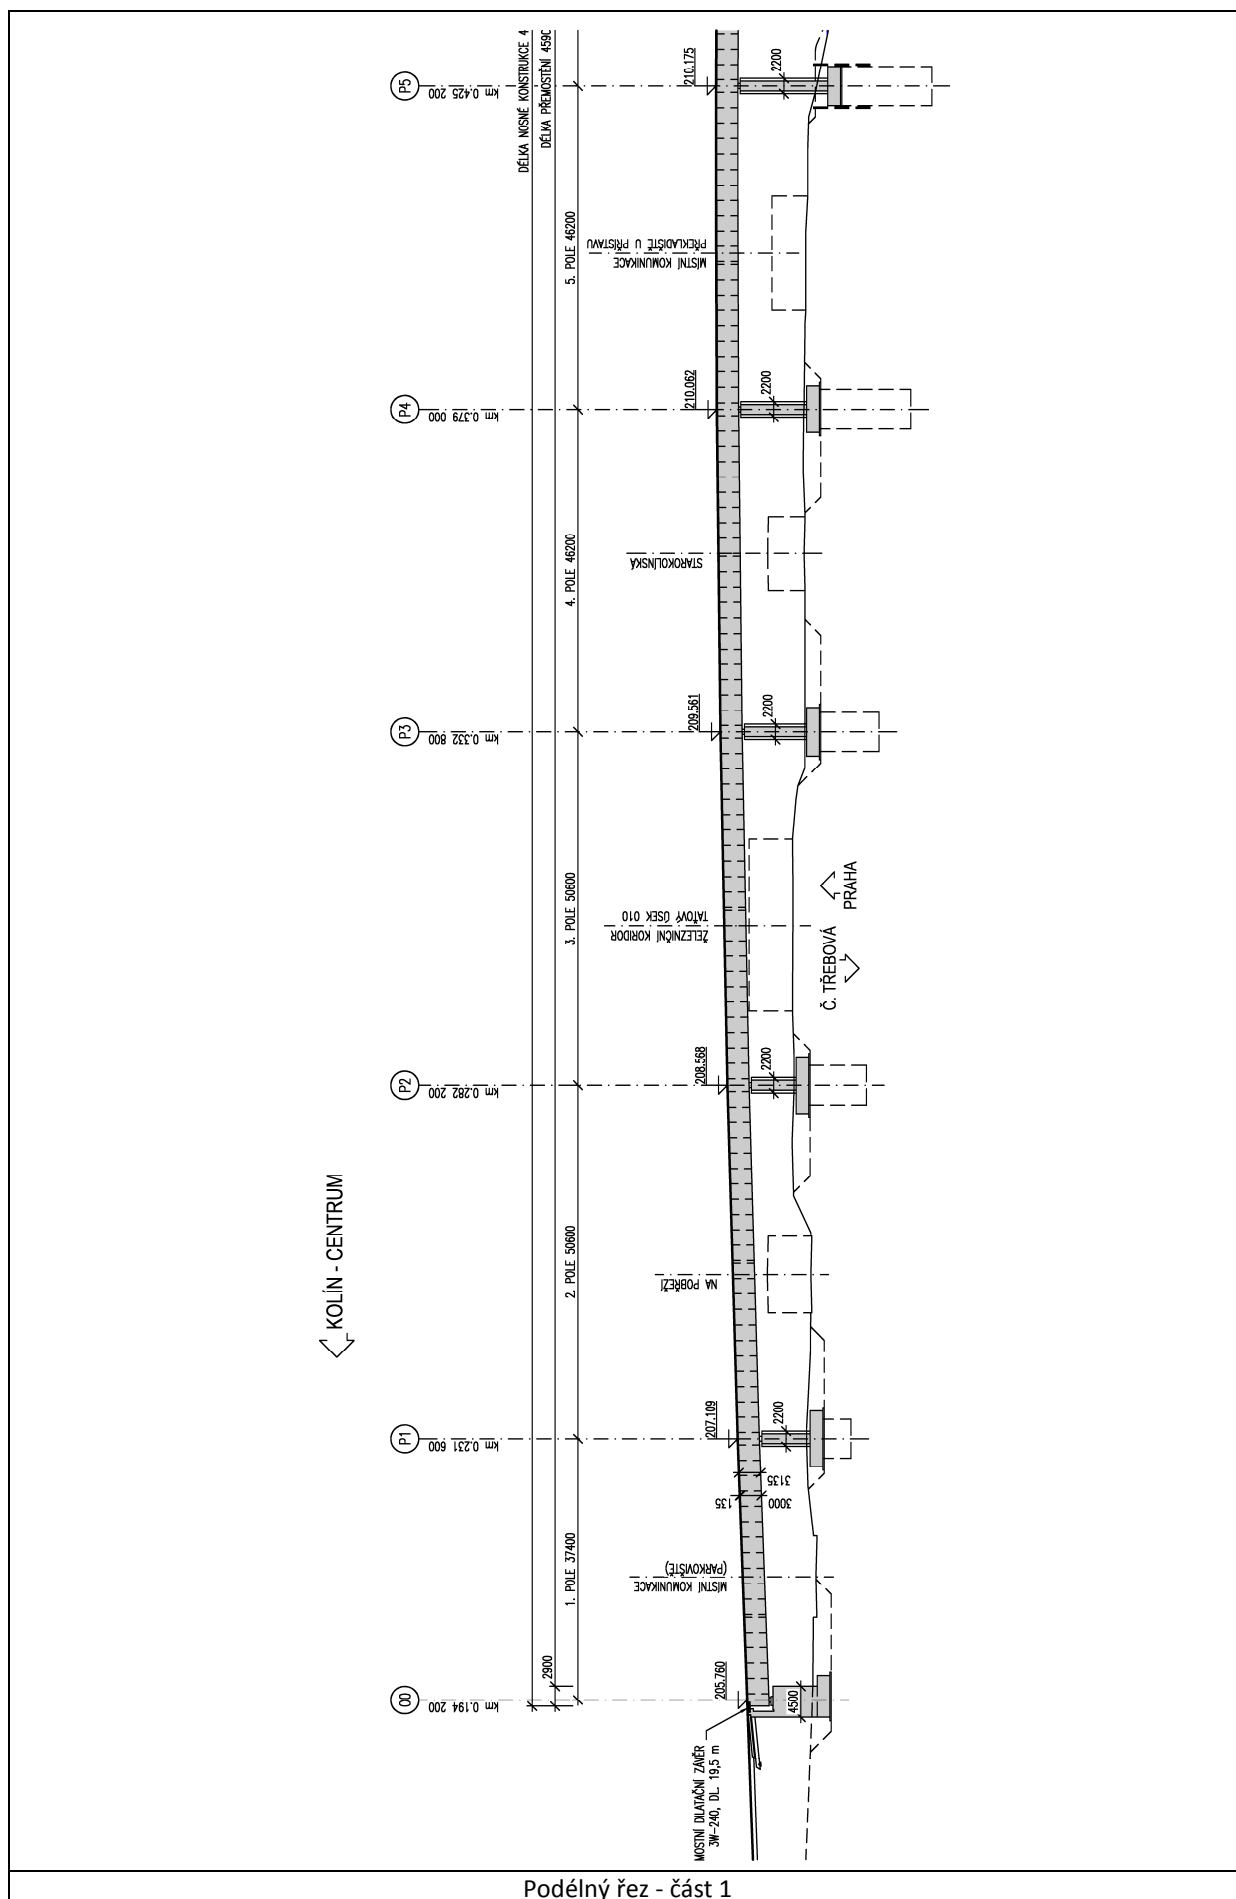 P5
km 0.425 200
210.175
2200
DÉLKA NOSNÉ KONSTRUKCE 4
DÉLKA PŘEMOSTĚNÍ 4590
5. POLE 46200
MÍSTNÍ KOMUNIKACE
PŘEKLADIŠTĚ U PŘÍSTAVU
P4
km 0.379 000
210.062
2200
4. POLE 46200
STAROKOLÍNSKÁ
P3
km 0.332 800
209.561
2200
3. POLE 50600
ŽELEZNIČNÍ KORIDOR
TAŤOVÝ ÚSEK 010
PRAHA
Č. TŘEBOVÁ
P2
km 0.282 200
208.568
2200
KOLÍN - CENTRUM
2. POLE 50600
NA POBŘEŽÍ
P1
km 0.231 600
207.109
2200
3135
135
3000
1. POLE 37400
MÍSTNÍ KOMUNIKACE
(PARKOVIŠTĚ)
2900
OO
km 0.194 200
205.760
4500
MOSTNÍ DILATAČNÍ ZÁVĚR
3W-240, DL. 19,5 m
Podélný řez - část 1